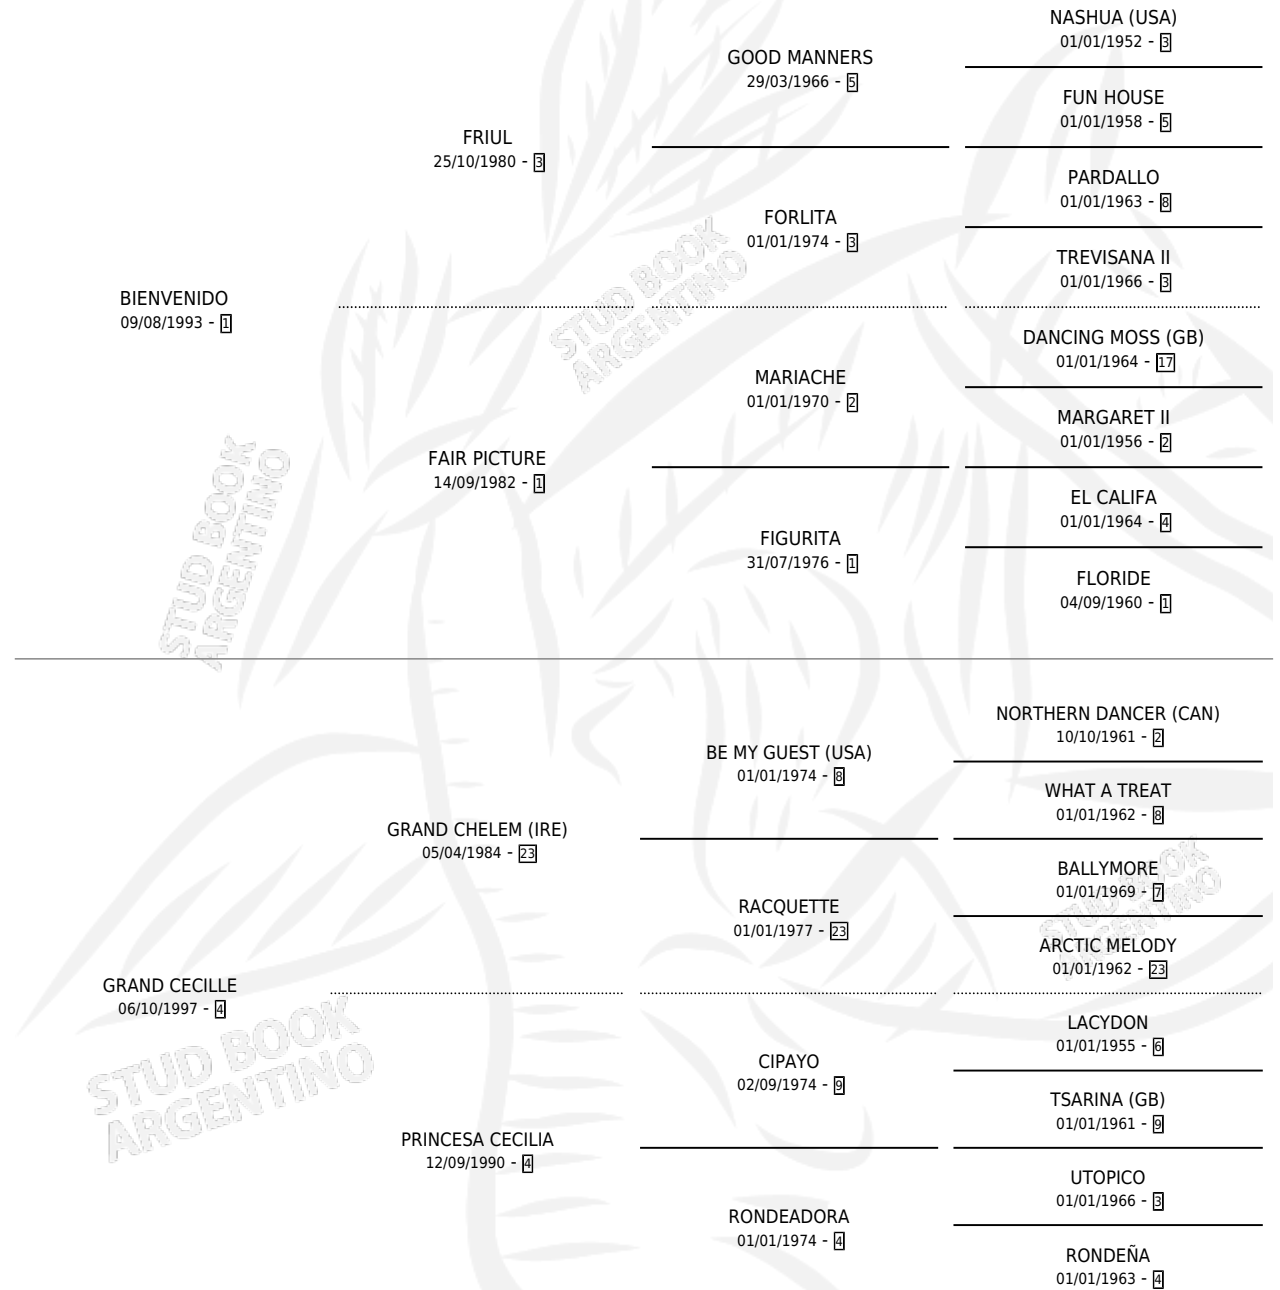 NASHUA (USA)
01/01/1952 - 3
GOOD MANNERS
29/03/1966 - 5
FUN HOUSE
01/01/1958 - 5
FRIUL
25/10/1980 - 3
PARDALLO
01/01/1963 - 8
FORLITA
01/01/1974 - 3
TREVISANA II
01/01/1966 - 3
BIENVENIDO
09/08/1993 - 1
DANCING MOSS (GB)
01/01/1964 - 17
MARIACHE
01/01/1970 - 2
MARGARET II
01/01/1956 - 2
FAIR PICTURE
14/09/1982 - 1
EL CALIFA
01/01/1964 - 4
FIGURITA
31/07/1976 - 1
FLORIDE
04/09/1960 - 1
STUD BOOK
ARGENTINO
STUD BOOK
ARGENTINO
NORTHERN DANCER (CAN)
10/10/1961 - 2
BE MY GUEST (USA)
01/01/1974 - 8
WHAT A TREAT
01/01/1962 - 8
GRAND CHELEM (IRE)
05/04/1984 - 23
BALLYMORE
01/01/1969 - 7
RACQUETTE
01/01/1977 - 23
ARCTIC MELODY
01/01/1962 - 23
GRAND CECILLE
06/10/1997 - 4
LACYDON
01/01/1955 - 6
CIPAYO
02/09/1974 - 9
TSARINA (GB)
01/01/1961 - 9
PRINCESA CECILIA
12/09/1990 - 4
UTOPICO
01/01/1966 - 3
RONDEADORA
01/01/1974 - 4
RONDEÑA
01/01/1963 - 4
STUD BOOK
ARGENTINO
STUD BOOK
ARGENTINO